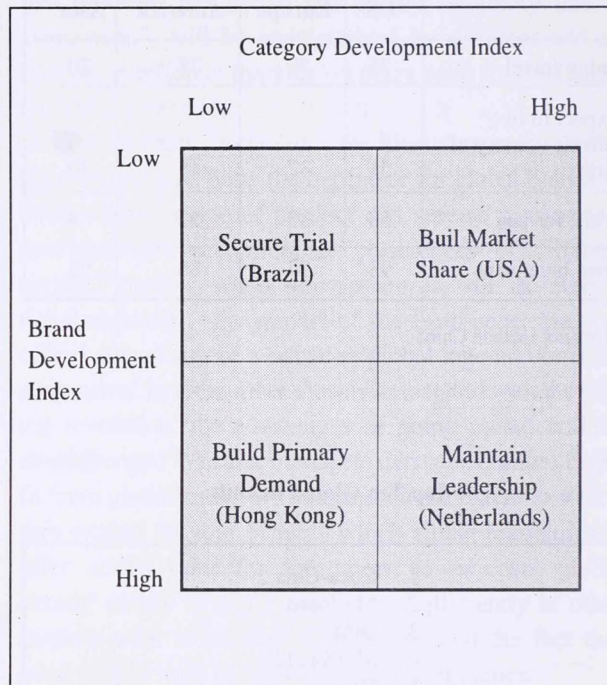 Category Development Index
Low High
Low
Secure Trial
(Brazil)
Buil Market
Share (USA)
Brand
Development
Index
Build Primary
Demand
(Hong Kong)
Maintain
Leadership
(Netherlands)
High